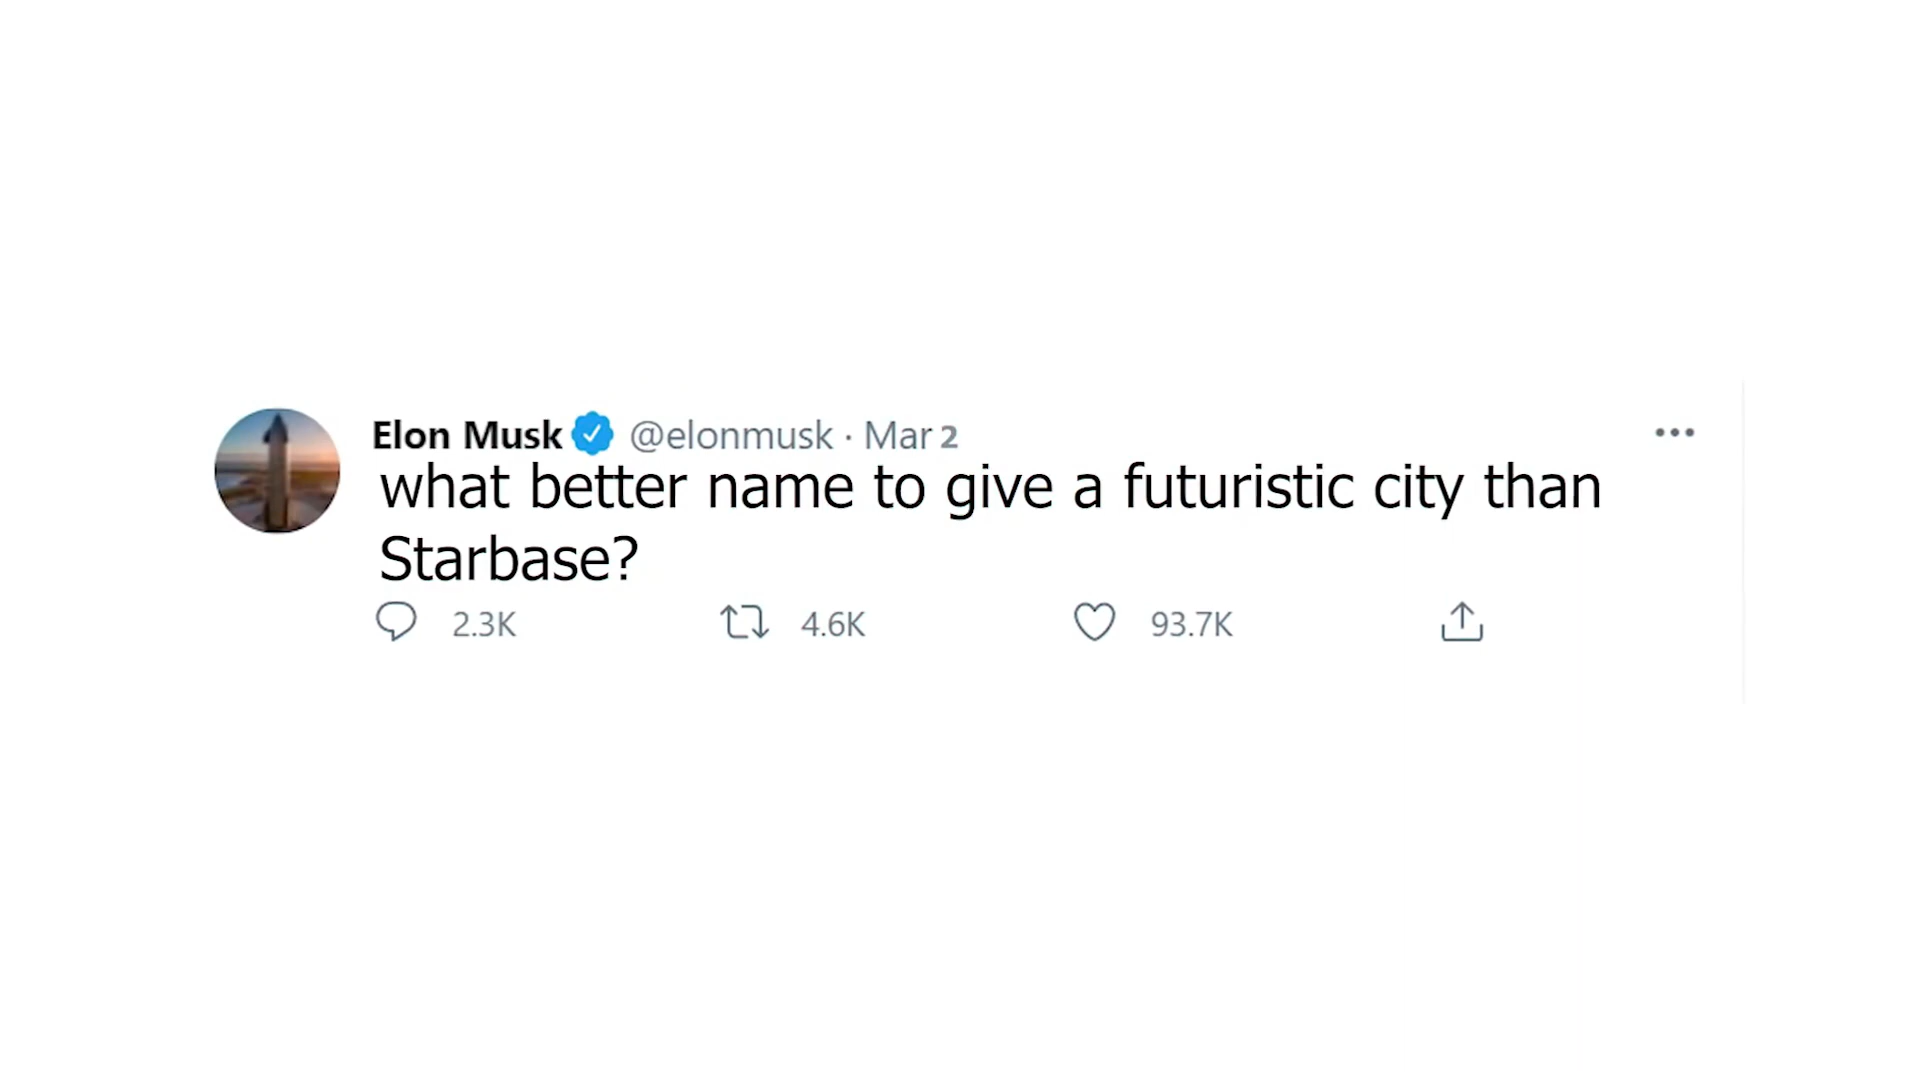 Elon Musk @elonmusk · Mar 2
what better name to give a futuristic city than
Starbase?
2.3K 4.6K 93.7K